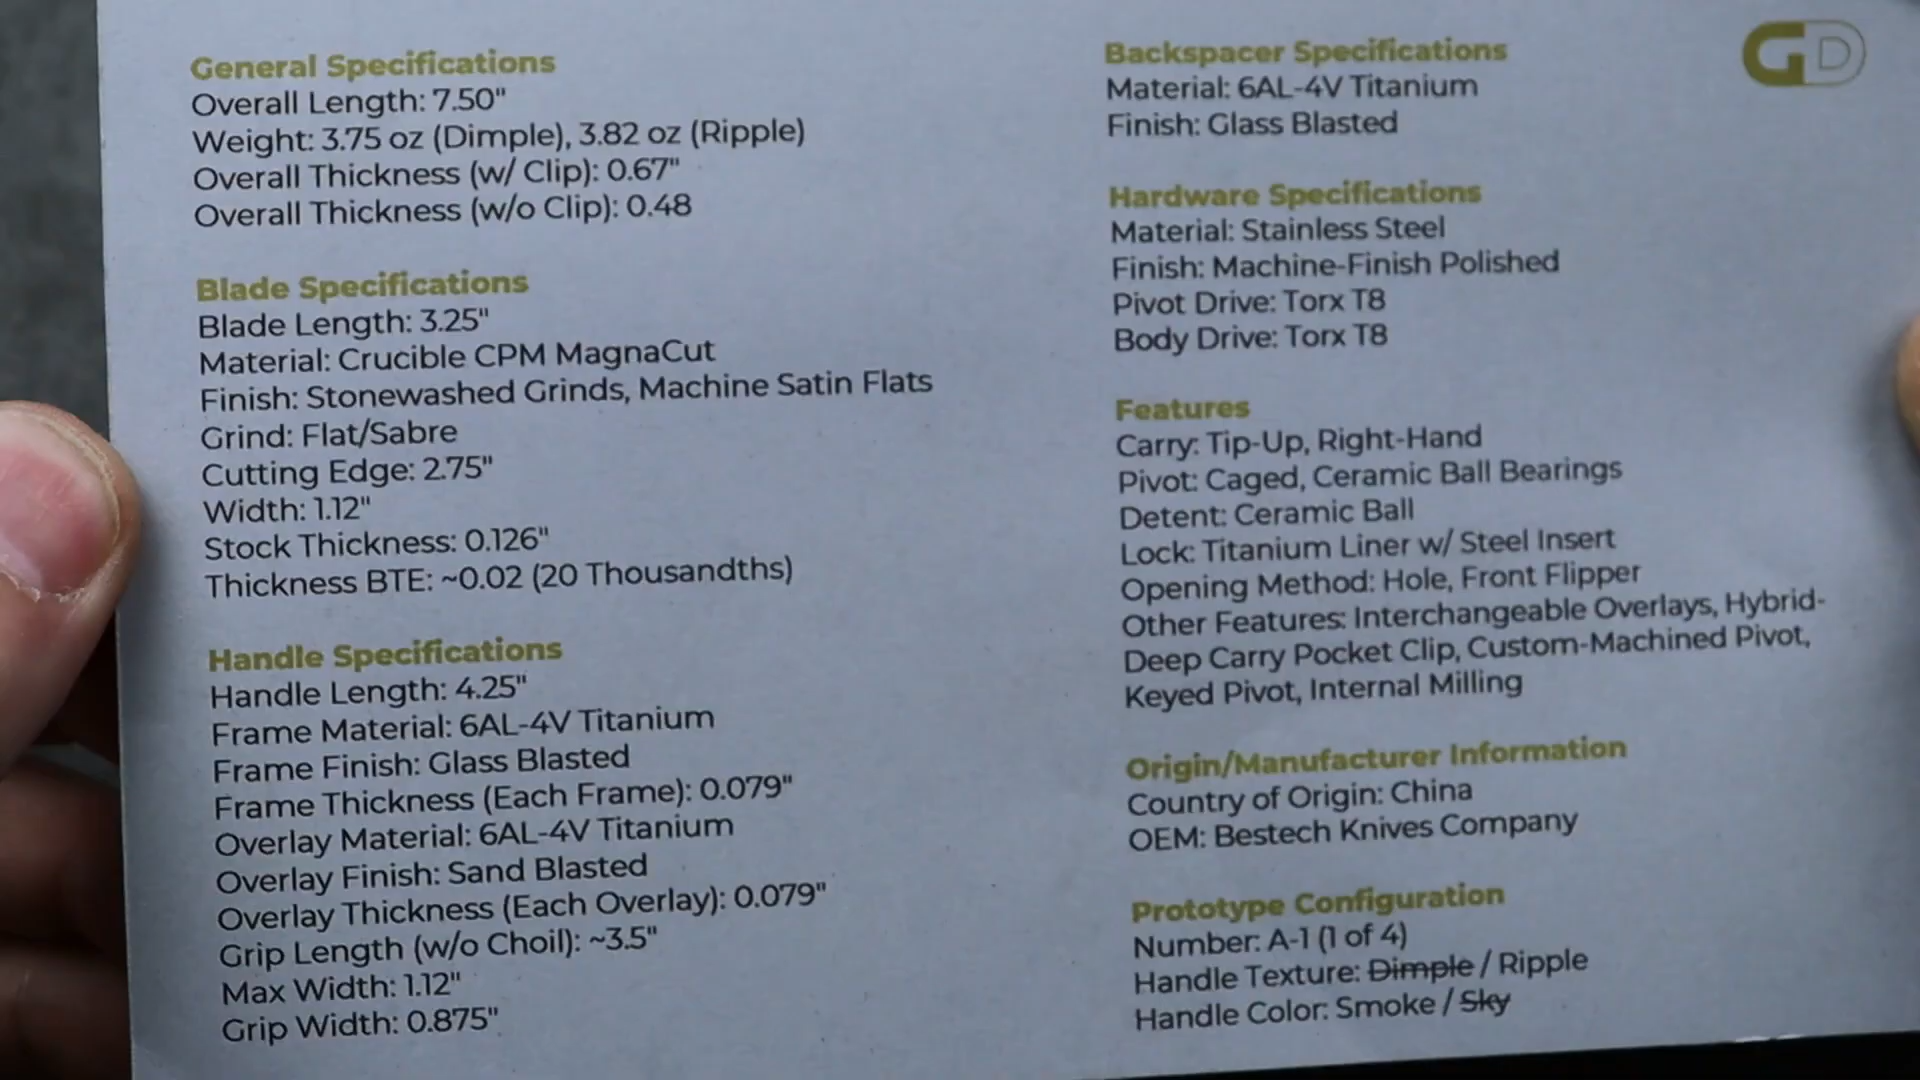 General Specifications
Overall Length: 7.50"
Weight: 3.75 oz (Dimple), 3.82 oz (Ripple)
Overall Thickness (w/ Clip): 0.67"
Overall Thickness (w/o Clip): 0.48
Blade Specifications
Blade Length: 3.25"
Material: Crucible CPM MagnaCut
Finish: Stonewashed Grinds, Machine Satin Flats
Grind: Flat/Sabre
Cutting Edge: 2.75"
Width: 1.12"
Stock Thickness: 0.126"
Thickness BTE: ~0.02 (20 Thousandths)
Handle Specifications
Handle Length: 4.25"
Frame Material: 6AL-4V Titanium
Frame Finish: Glass Blasted
Frame Thickness (Each Frame): 0.079"
Overlay Material: 6AL-4V Titanium
Overlay Finish: Sand Blasted
Overlay Thickness (Each Overlay): 0.079"
Grip Length (w/o Choil): ~3.5"
Max Width: 1.12"
Grip Width: 0.875"
GD
Backspacer Specifications
Material: 6AL-4V Titanium
Finish: Glass Blasted
Hardware Specifications
Material: Stainless Steel
Finish: Machine-Finish Polished
Pivot Drive: Torx T8
Body Drive: Torx T8
Features
Carry: Tip-Up, Right-Hand
Pivot: Caged, Ceramic Ball Bearings
Detent: Ceramic Ball
Lock: Titanium Liner w/ Steel Insert
Opening Method: Hole, Front Flipper
Other Features: Interchangeable Overlays, Hybrid-
Deep Carry Pocket Clip, Custom-Machined Pivot,
Keyed Pivot, Internal Milling
Origin/Manufacturer Information
Country of Origin: China
OEM: Bestech Knives Company
Prototype Configuration
Number: A-1 (1 of 4)
Handle Texture: Dimple / Ripple
Handle Color: Smoke / Sky